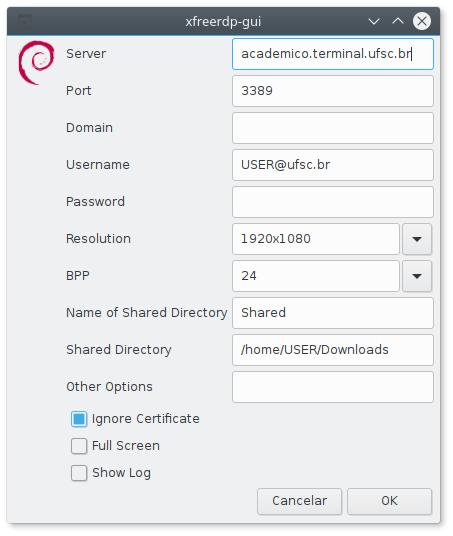 xfreerdp-gui
Server academico.terminal.ufsc.br
Port 3389
Domain
Username USER@ufsc.br
Password
Resolution 1920x1080
BPP 24
Name of Shared Directory Shared
Shared Directory /home/USER/Downloads
Other Options
Ignore Certificate
Full Screen
Show Log
Cancelar OK